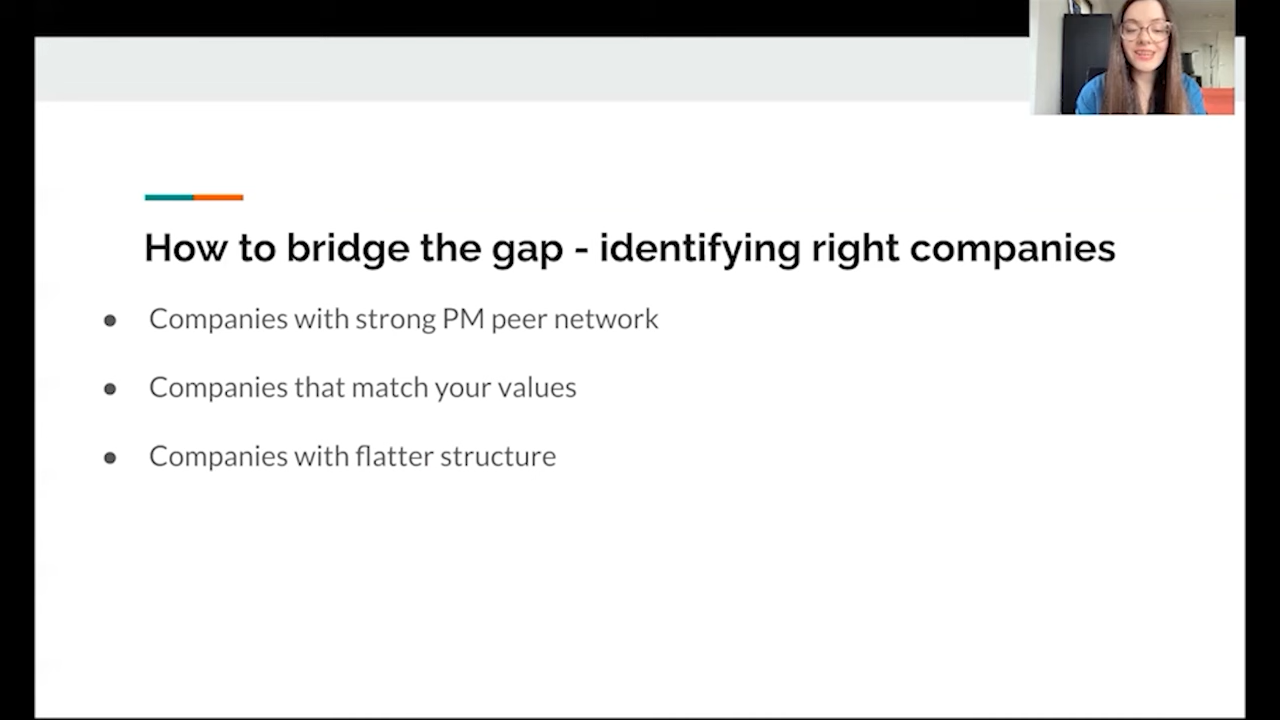 How to bridge the gap - identifying right companies
● Companies with strong PM peer network
● Companies that match your values
● Companies with flatter structure